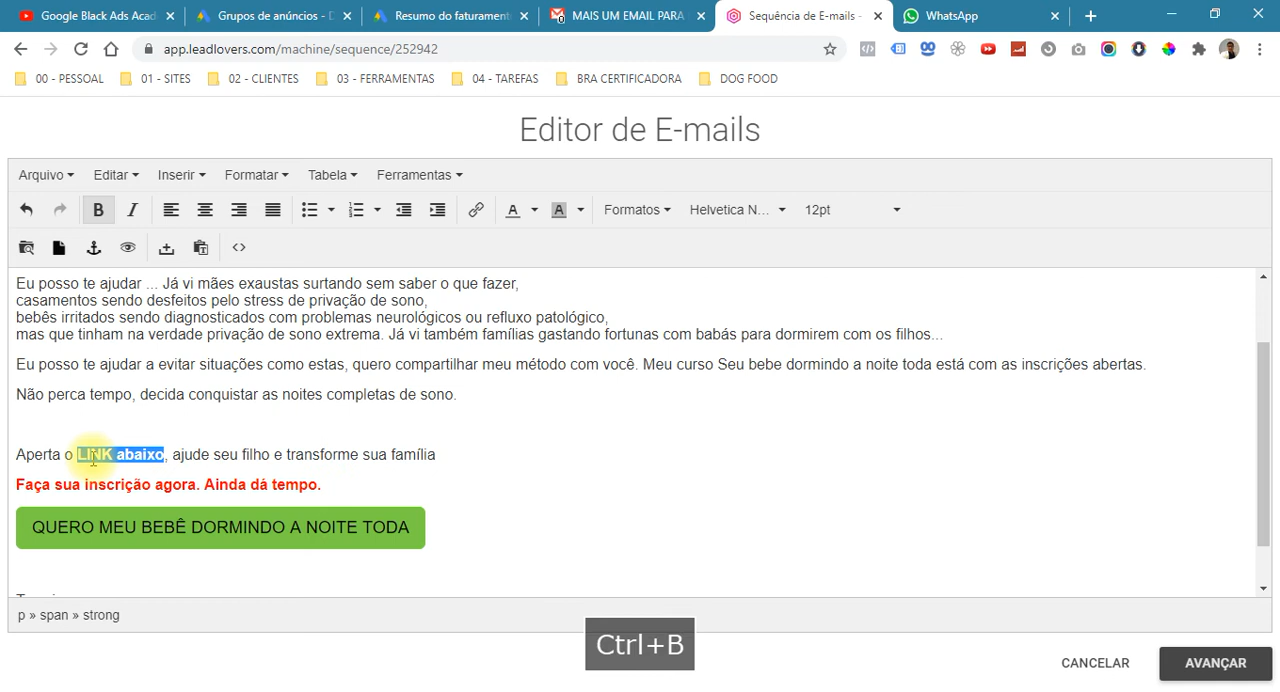 Google Black Ads Acad
Grupos de anúncios - D
Resumo do faturament
MAIS UM EMAIL PARA
Sequência de E-mails -
WhatsApp
app.leadlovers.com/machine/sequence/252942
00 - PESSOAL
01 - SITES
02 - CLIENTES
03 - FERRAMENTAS
04 - TAREFAS
BRA CERTIFICADORA
DOG FOOD
Editor de E-mails
Arquivo
Editar
Inserir
Formatar
Tabela
Ferramentas
B I
A
A
Formatos
Helvetica N...
12pt
Eu posso te ajudar ... Já vi mães exaustas surtando sem saber o que fazer,
casamentos sendo desfeitos pelo stress de privação de sono,
bebês irritados sendo diagnosticados com problemas neurológicos ou refluxo patológico,
mas que tinham na verdade privação de sono extrema. Já vi também famílias gastando fortunas com babás para dormirem com os filhos...
Eu posso te ajudar a evitar situações como estas, quero compartilhar meu método com você. Meu curso Seu bebe dormindo a noite toda está com as inscrições abertas.
Não perca tempo, decida conquistar as noites completas de sono.
Aperta o LINK abaixo, ajude seu filho e transforme sua família
Faça sua inscrição agora. Ainda dá tempo.
QUERO MEU BEBÊ DORMINDO A NOITE TODA
p » span » strong
Ctrl+B
CANCELAR
AVANÇAR